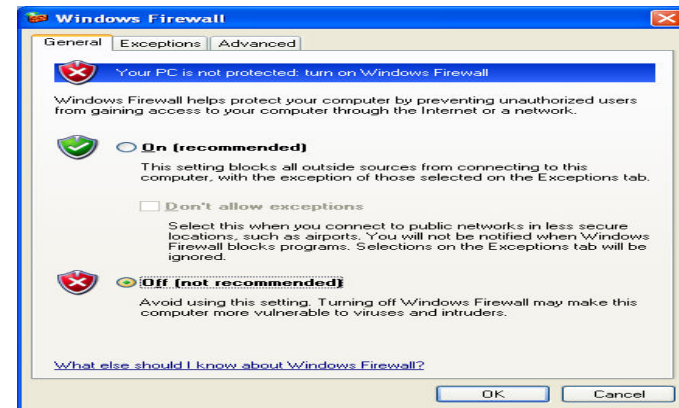 Windows Firewall
General Exceptions Advanced
Your PC is not protected: turn on Windows Firewall
Windows Firewall helps protect your computer by preventing unauthorized users
from gaining access to your computer through the Internet or a network.
On (recommended)
This setting blocks all outside sources from connecting to this
computer, with the exception of those selected on the Exceptions tab.
Don't allow exceptions
Select this when you connect to public networks in less secure
locations, such as airports. You will not be notified when Windows
Firewall blocks programs. Selections on the Exceptions tab will be
ignored.
Off (not recommended)
Avoid using this setting. Turning off Windows Firewall may make this
computer more vulnerable to viruses and intruders.
What else should I know about Windows Firewall?
OK Cancel